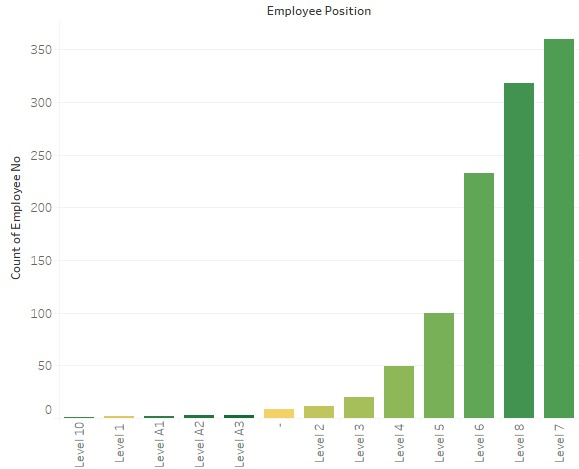 Employee Position
Count of Employee No
350
300
250
200
150
100
50
0
Level 10
Level 1
Level A1
Level A2
Level A3
-
Level 2
Level 3
Level 4
Level 5
Level 6
Level 8
Level 7